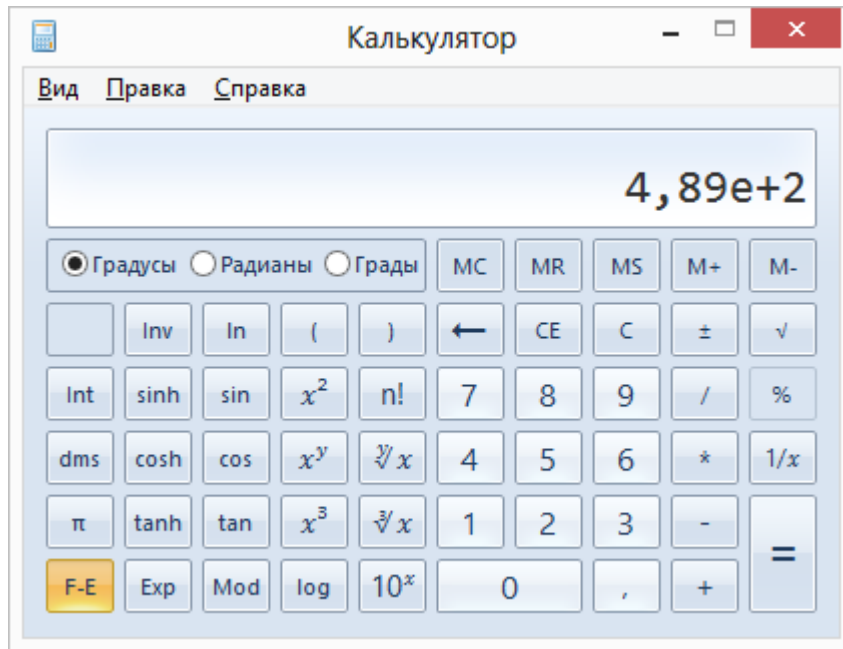 Калькулятор
Вид Правка Справка
4,89e+2
Градусы Радианы Грады MC MR MS M+ M-
Inv ln ( ) ← CE C ± √
Int sinh sin x² n! 7 8 9 / %
dms cosh cos xʸ ʸ√x 4 5 6 * 1/x
π tanh tan x³ ³√x 1 2 3 - =
F-E Exp Mod log 10ˣ 0 , +